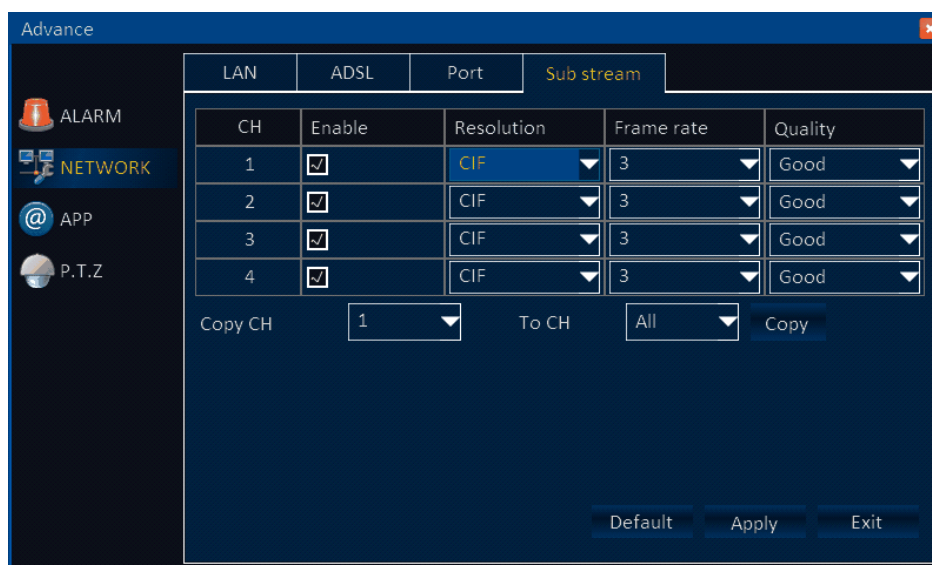 Advance
LAN ADSL Port Sub stream
ALARM
NETWORK
APP
P.T.Z
CH Enable Resolution Frame rate Quality
1 CIF 3 Good
2 CIF 3 Good
3 CIF 3 Good
4 CIF 3 Good
Copy CH 1 To CH All Copy
Default Apply Exit